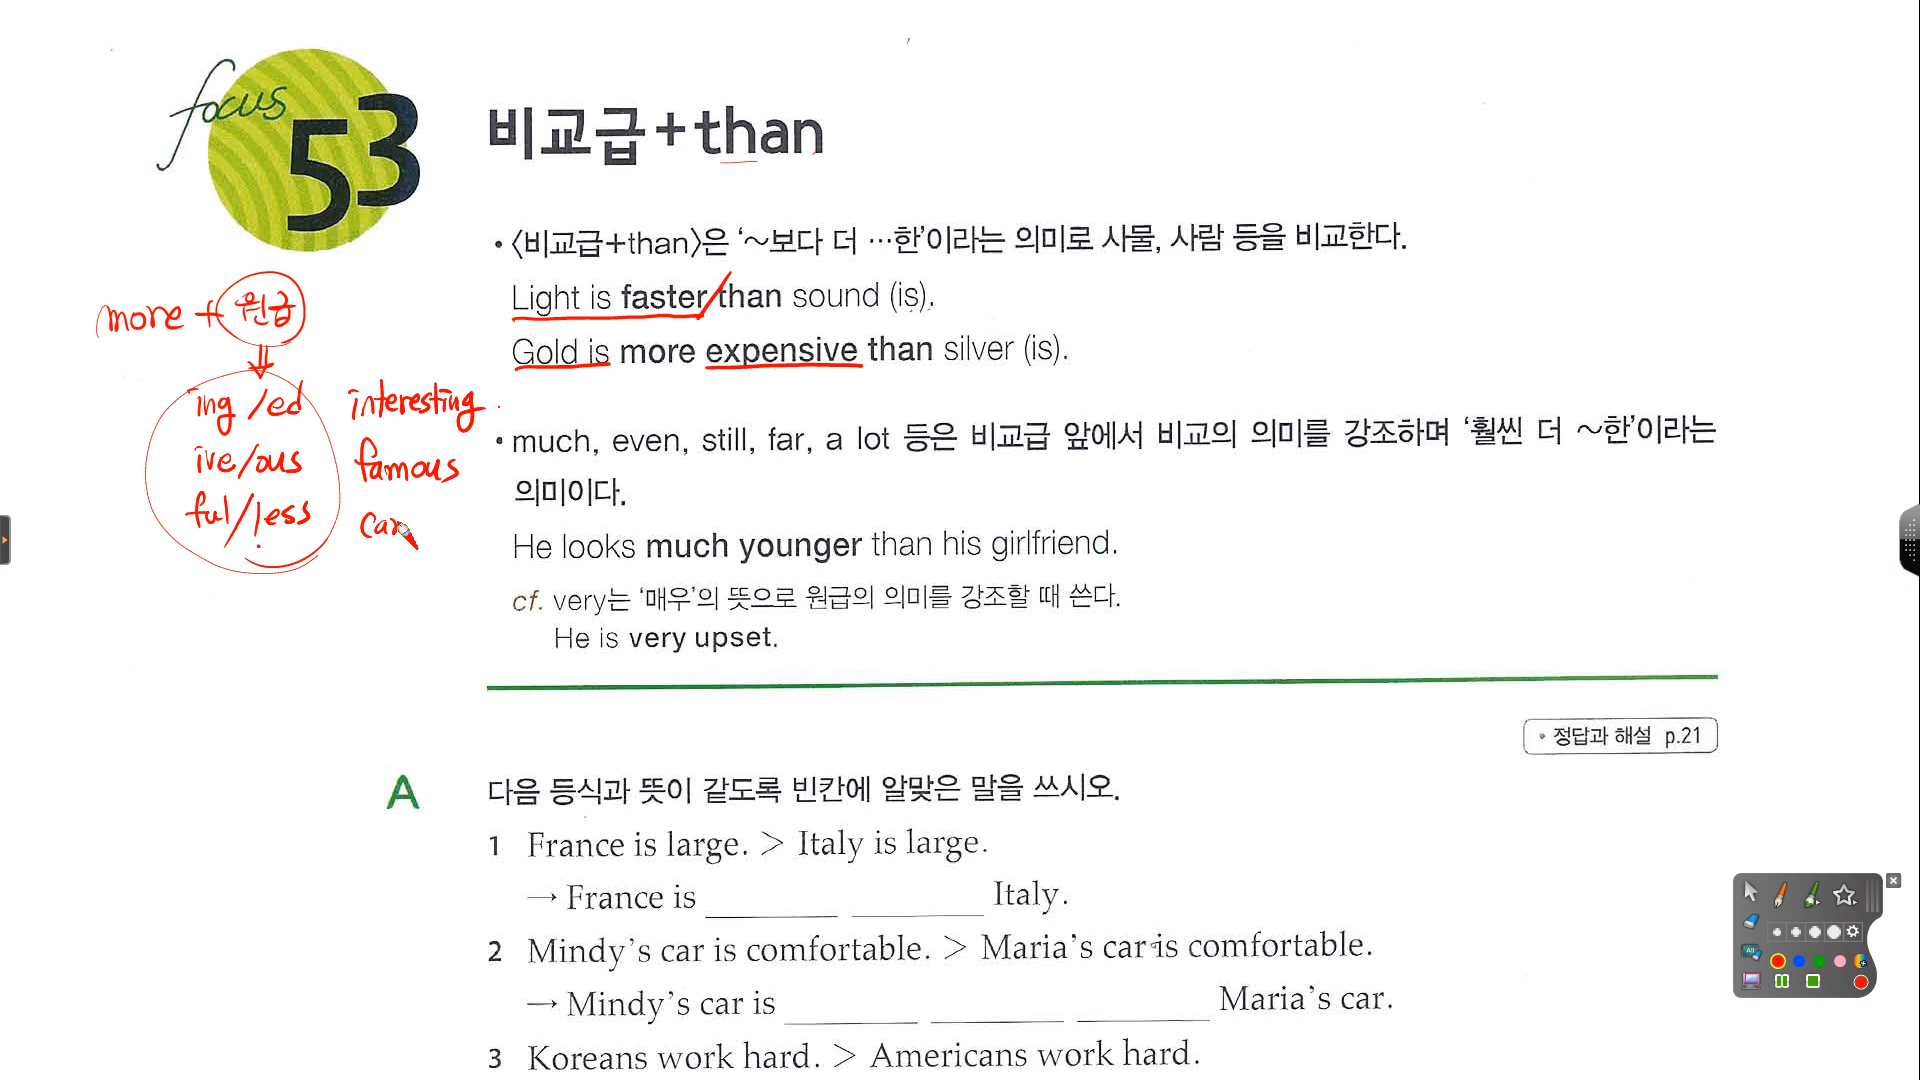 focus 53
비교급+than
• 〈비교급+than〉은 ‘~보다 더 …한’이라는 의미로 사물, 사람 등을 비교한다.
Light is faster than sound (is).
Gold is more expensive than silver (is).
more + 원급
ing /ed interesting
ive/ous famous
ful/less car
• much, even, still, far, a lot 등은 비교급 앞에서 비교의 의미를 강조하며 ‘훨씬 더 ~한’이라는
의미이다.
He looks much younger than his girlfriend.
cf. very는 ‘매우’의 뜻으로 원급의 의미를 강조할 때 쓴다.
He is very upset.
• 정답과 해설 p.21
A 다음 등식과 뜻이 같도록 빈칸에 알맞은 말을 쓰시오.
1 France is large. > Italy is large.
→ France is ______ ______ Italy.
2 Mindy’s car is comfortable. > Maria’s car is comfortable.
→ Mindy’s car is ______ ______ ______ Maria’s car.
3 Koreans work hard. > Americans work hard.